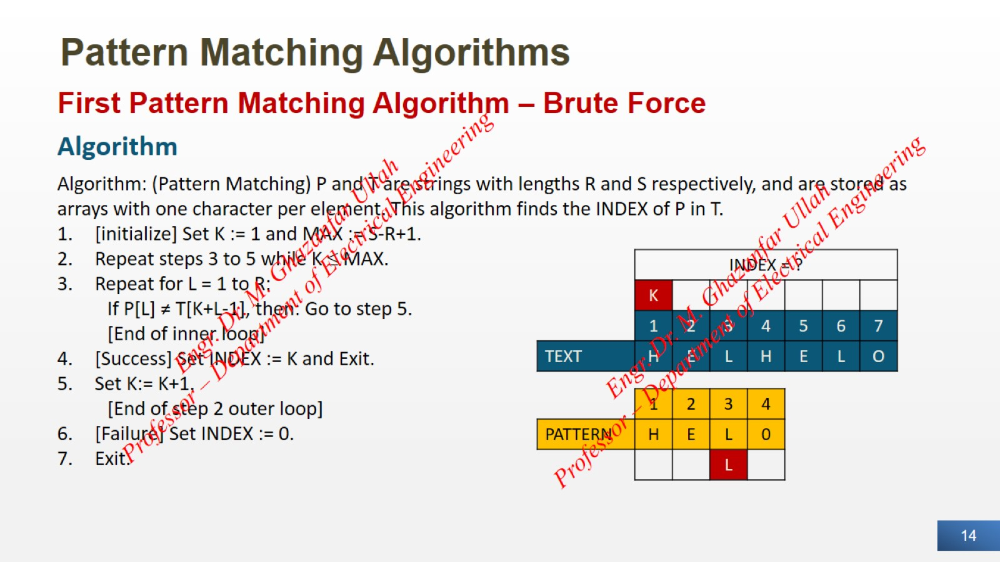 Pattern Matching Algorithms
First Pattern Matching Algorithm – Brute Force
Algorithm
Algorithm: (Pattern Matching) P and T are strings with lengths R and S respectively, and are stored as
arrays with one character per element. This algorithm finds the INDEX of P in T.
1. [initialize] Set K := 1 and MAX := S-R+1.
2. Repeat steps 3 to 5 while K ≤ MAX.
3. Repeat for L = 1 to R:
If P[L] ≠ T[K+L-1], then: Go to step 5.
[End of inner loop]
4. [Success] Set INDEX := K and Exit.
5. Set K:= K+1.
[End of step 2 outer loop]
6. [Failure] Set INDEX := 0.
7. Exit.
INDEX = ?
K
1 2 3 4 5 6 7
TEXT H E L H E L O
1 2 3 4
PATTERN H E L 0
L
Engr. Dr. M. Ghazanfar Ullah
Professor – Department of Electrical Engineering
Engr. Dr. M. Ghazanfar Ullah
Professor – Department of Electrical Engineering
14